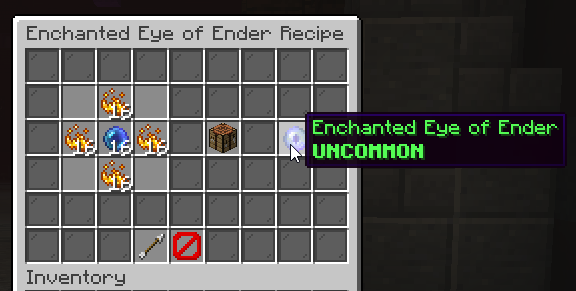 Enchanted Eye of Ender Recipe
16
16
16
16
16
Enchanted Eye of Ender
UNCOMMON
Inventory